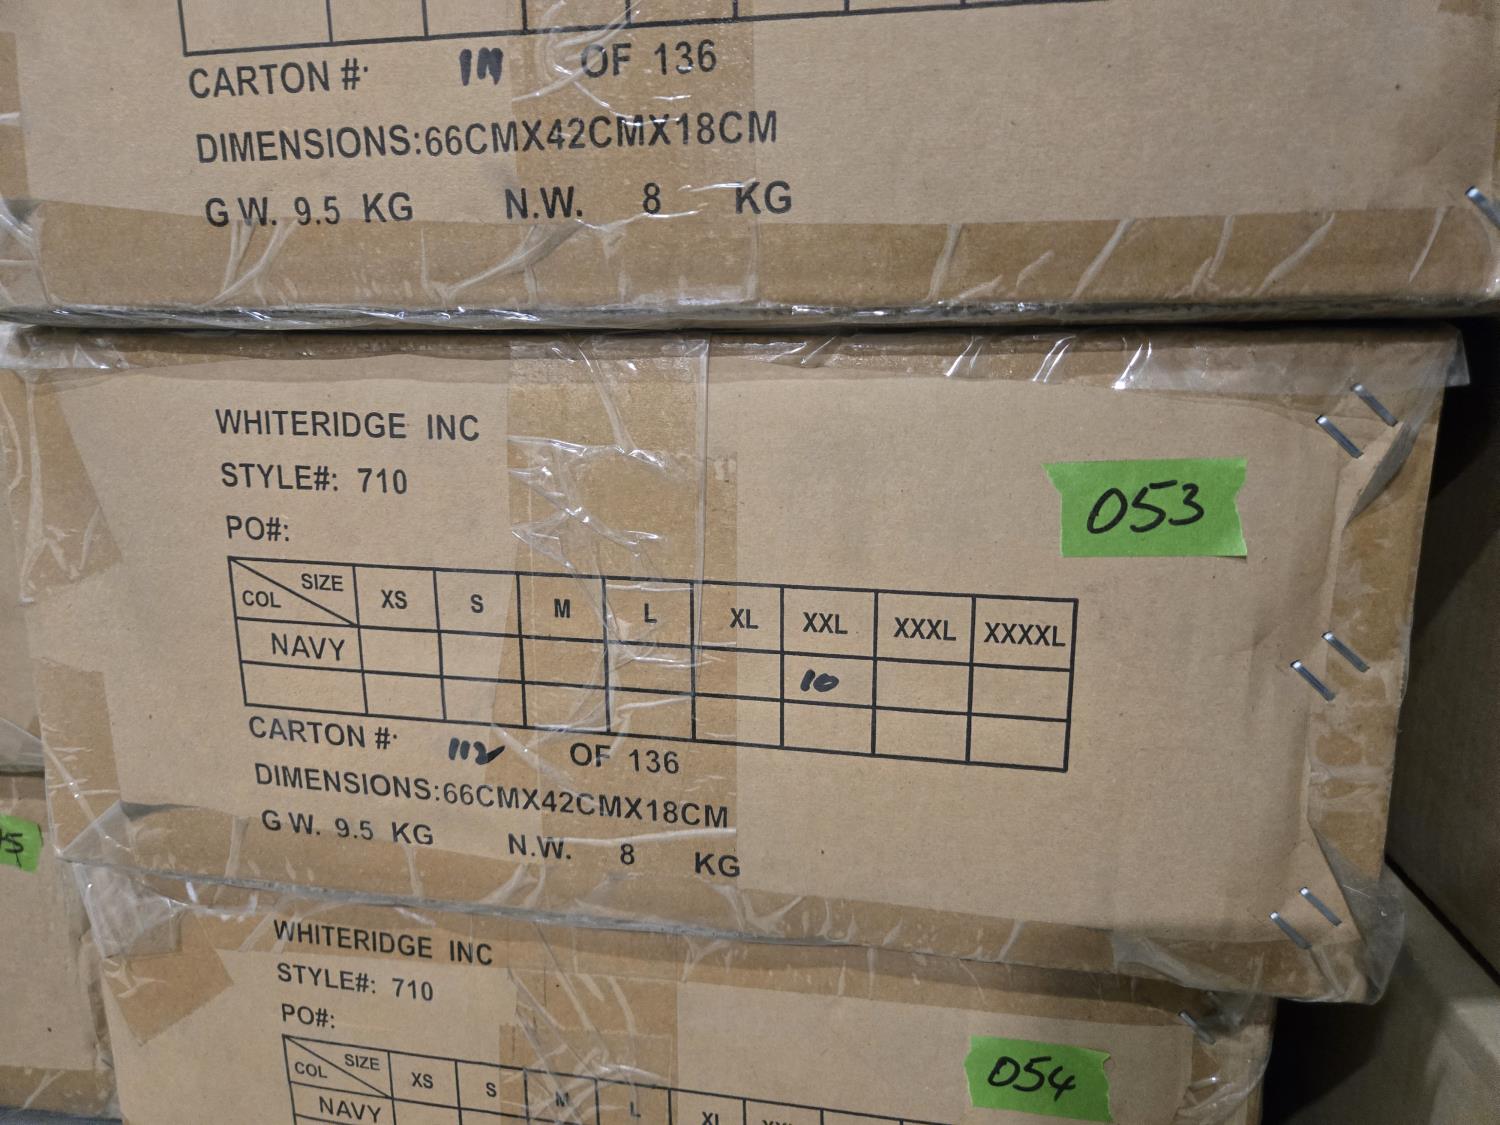 CARTON #: OF 136
DIMENSIONS:66CMX42CMX18CM
G W. 9.5 KG N.W. 8 KG
WHITERIDGE INC
STYLE#: 710
PO#:
053
SIZE COL XS S M L XL XXL XXXL XXXXL
NAVY 10
CARTON #: 112 OF 136
DIMENSIONS:66CMX42CMX18CM
G W. 9.5 KG N.W. 8 KG
WHITERIDGE INC
STYLE#: 710
PO#:
054
SIZE COL XS S M L XL
NAVY